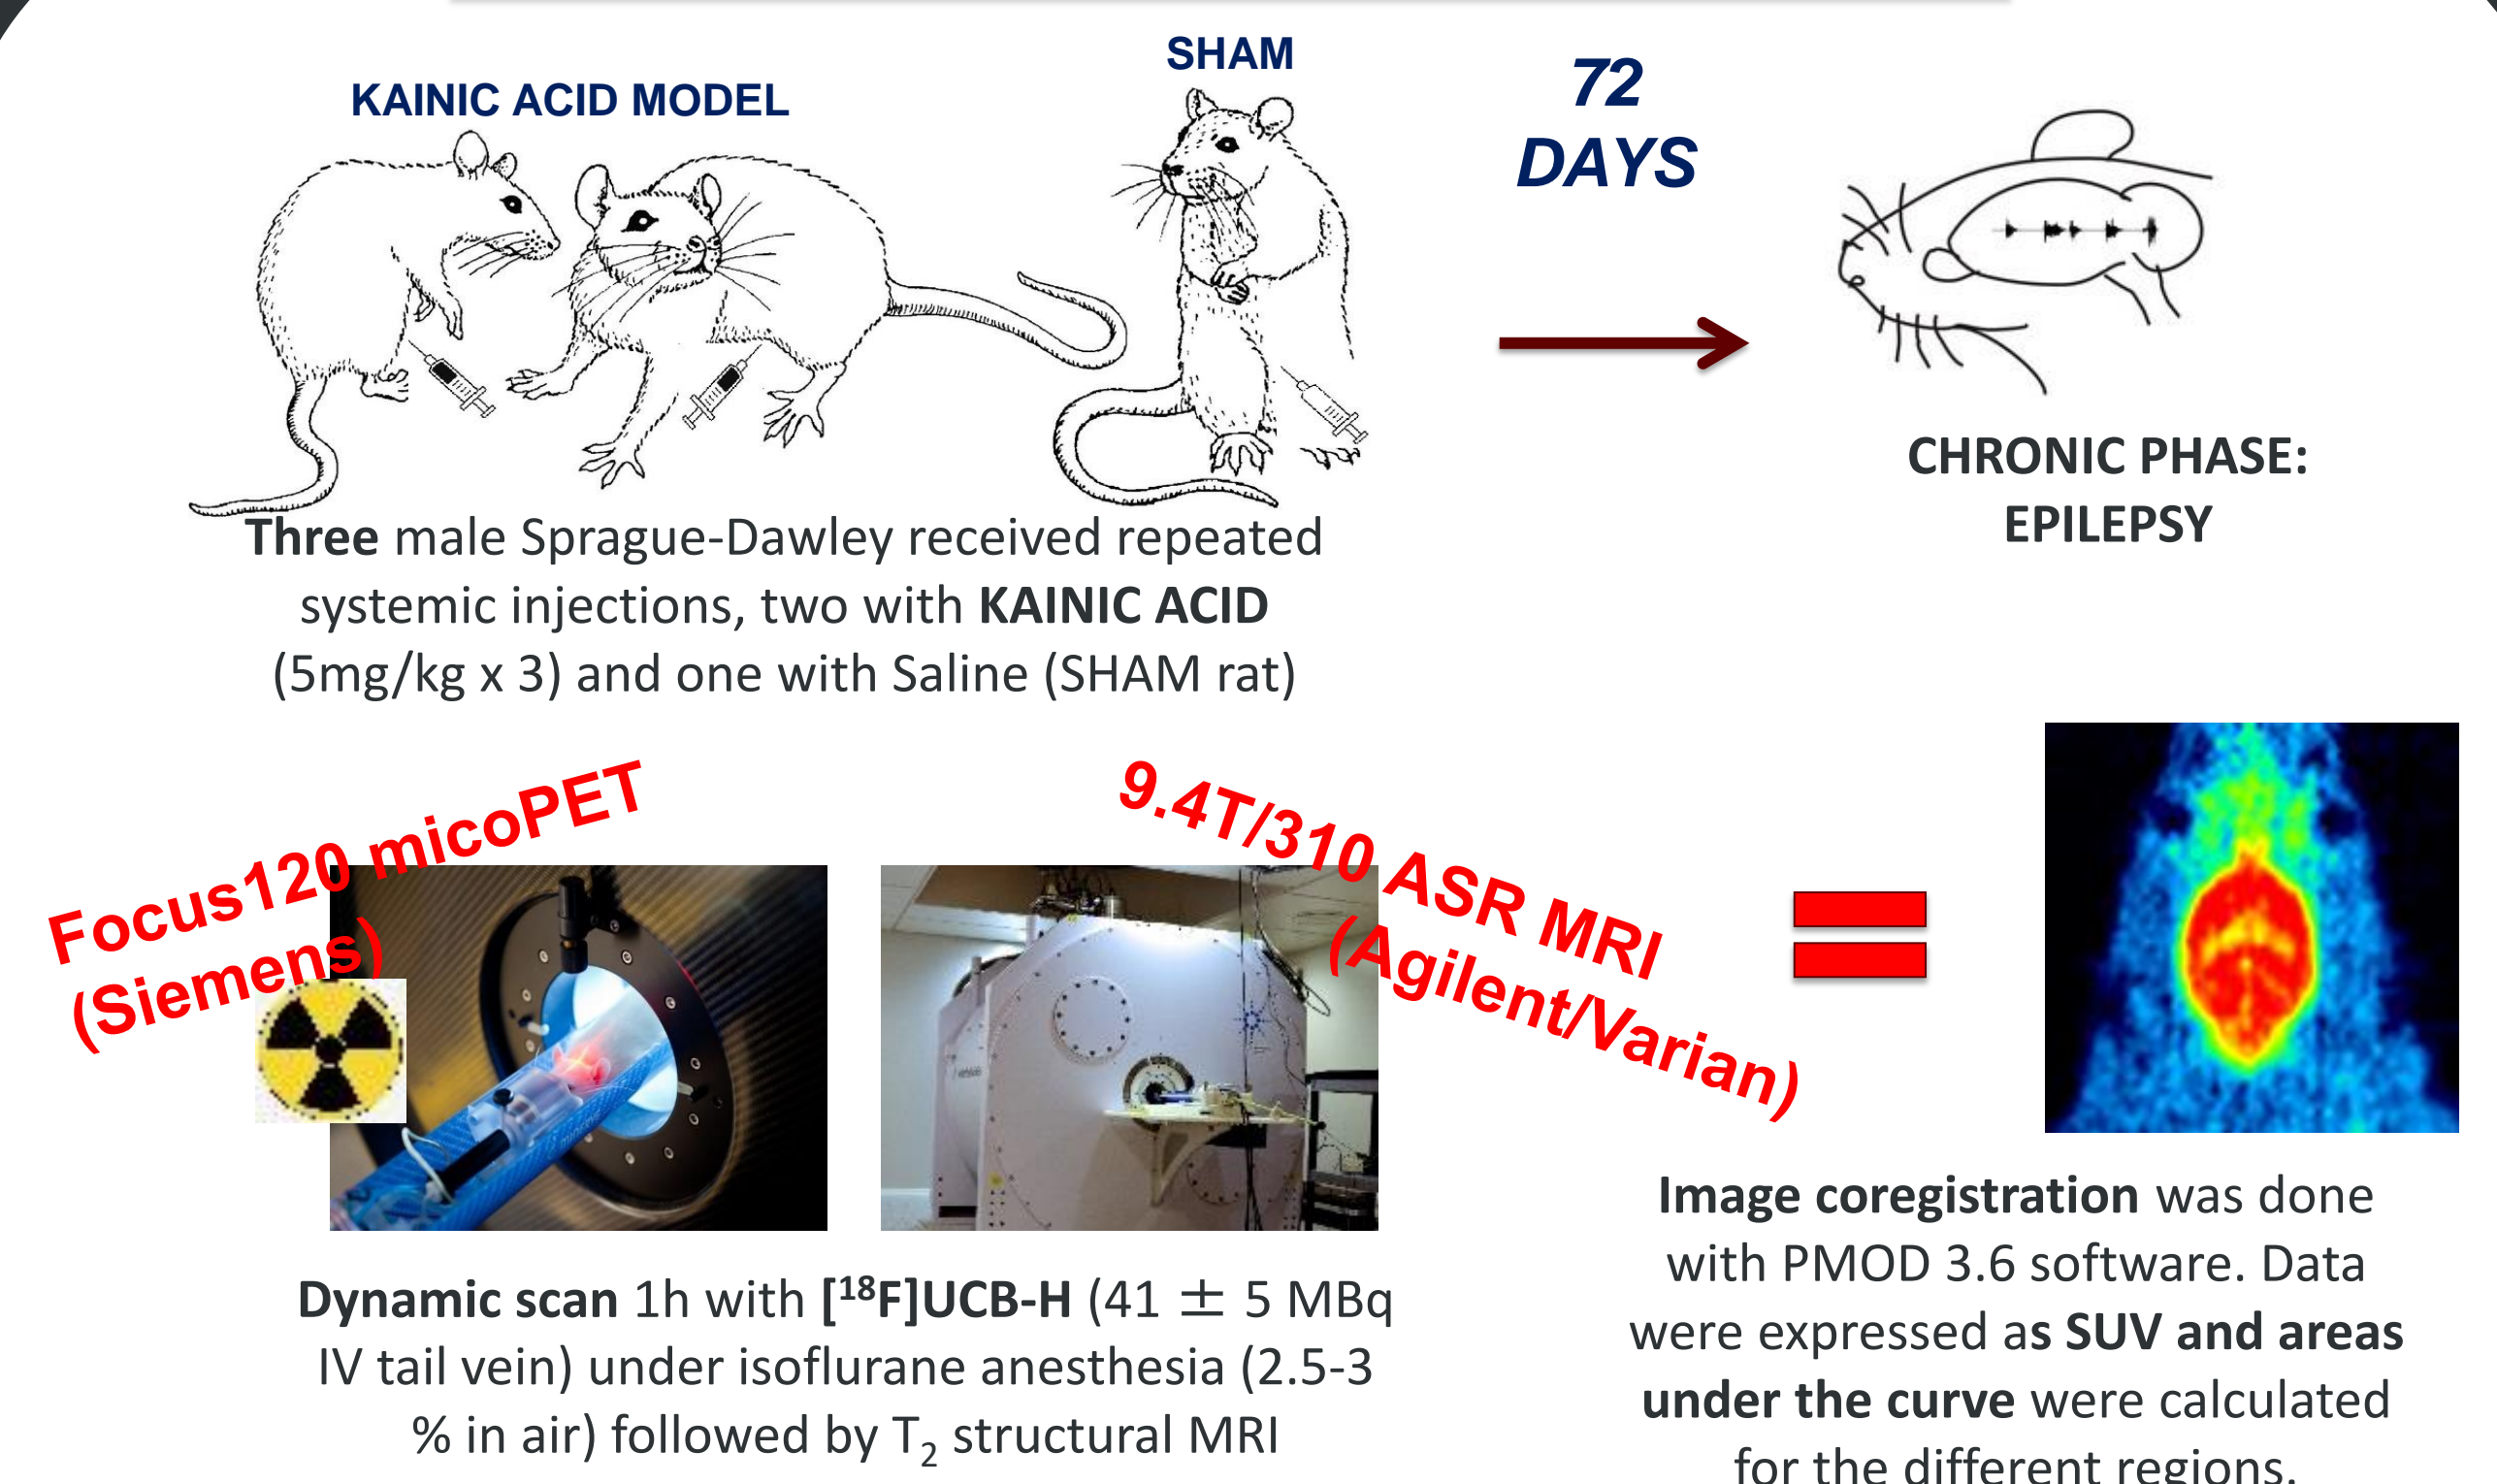 SHAM
KAINIC ACID MODEL
72
DAYS
CHRONIC PHASE:
EPILEPSY
Three male Sprague-Dawley received repeated
systemic injections, two with KAINIC ACID
(5mg/kg x 3) and one with Saline (SHAM rat)
Focus120 micoPET
(Siemens)
9.4T/310 ASR MRI
(Agilent/Varian)
Dynamic scan 1h with [¹⁸F]UCB-H (41 ± 5 MBq
IV tail vein) under isoflurane anesthesia (2.5-3
% in air) followed by T₂ structural MRI
Image coregistration was done
with PMOD 3.6 software. Data
were expressed as SUV and areas
under the curve were calculated
for the different regions.